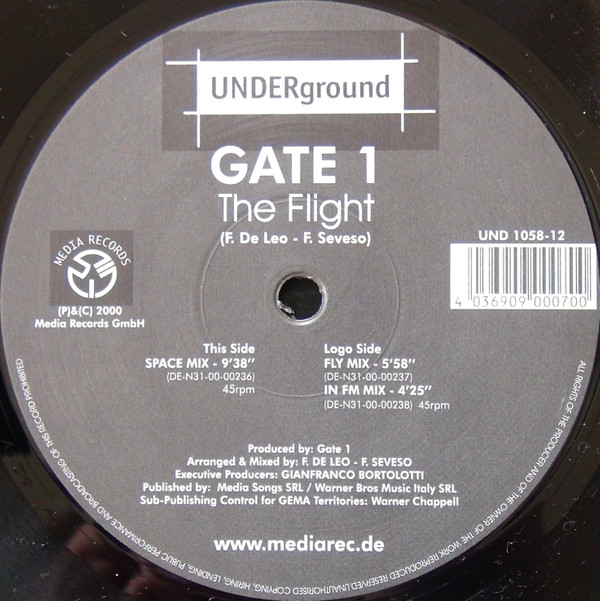 UNDERground
GATE 1
The Flight
(F. De Leo - F. Seveso)
MEDIA RECORDS
(P)&(C) 2000
Media Records GmbH
UND 1058-12
4 036909 000700
This Side
SPACE MIX - 9'38"
(DE-N31-00-00236)
45rpm
Logo Side
FLY MIX - 5'58"
(DE-N31-00-00237)
IN FM MIX - 4'25"
(DE-N31-00-00238) 45rpm
Produced by: Gate 1
Arranged & Mixed by: F. DE LEO - F. SEVESO
Executive Producers: GIANFRANCO BORTOLOTTI
Published by: Media Songs SRL / Warner Bros Music Italy SRL
Sub-Publishing Control for GEMA Territories: Warner Chappell
www.mediarec.de
ALL RIGHTS OF THE PRODUCER AND OF THE OWNER OF THE WORK REPRODUCED RESERVED. UNAUTHORISED COPYING, HIRING, LENDING, PUBLIC PERFORMANCE AND BROADCASTING OF THIS RECORD PROHIBITED